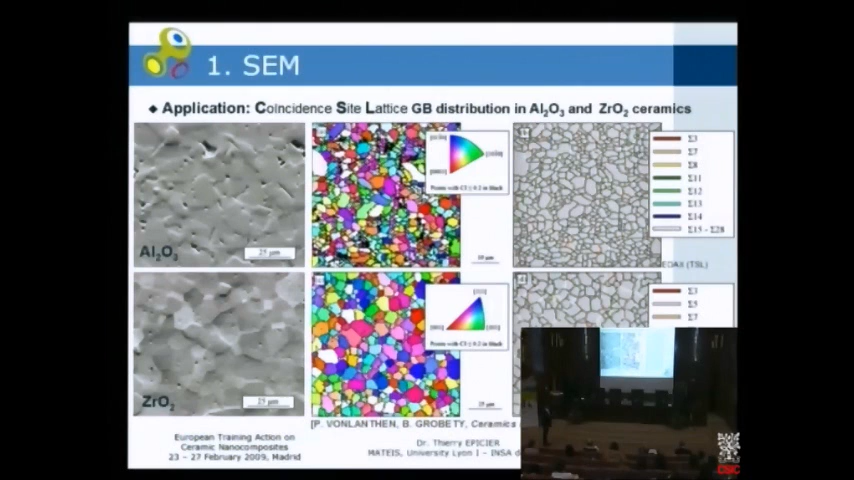 1. SEM
◆ Application: Coïncidence Site Lattice GB distribution in Al2O3 and ZrO2 ceramics
Al2O3
25 µm
Σ3
Σ7
Σ8
Σ11
Σ12
Σ13
Σ14
Σ15 - Σ28
EDAX (TSL)
ZrO2
25 µm
Σ3
Σ5
Σ7
[P. VONLANTHEN, B. GROBETY, Ceramics
European Training Action on
Ceramic Nanocomposites
23 – 27 February 2009, Madrid
Dr. Thierry EPICIER
MATEIS, University Lyon I – INSA
CSIC